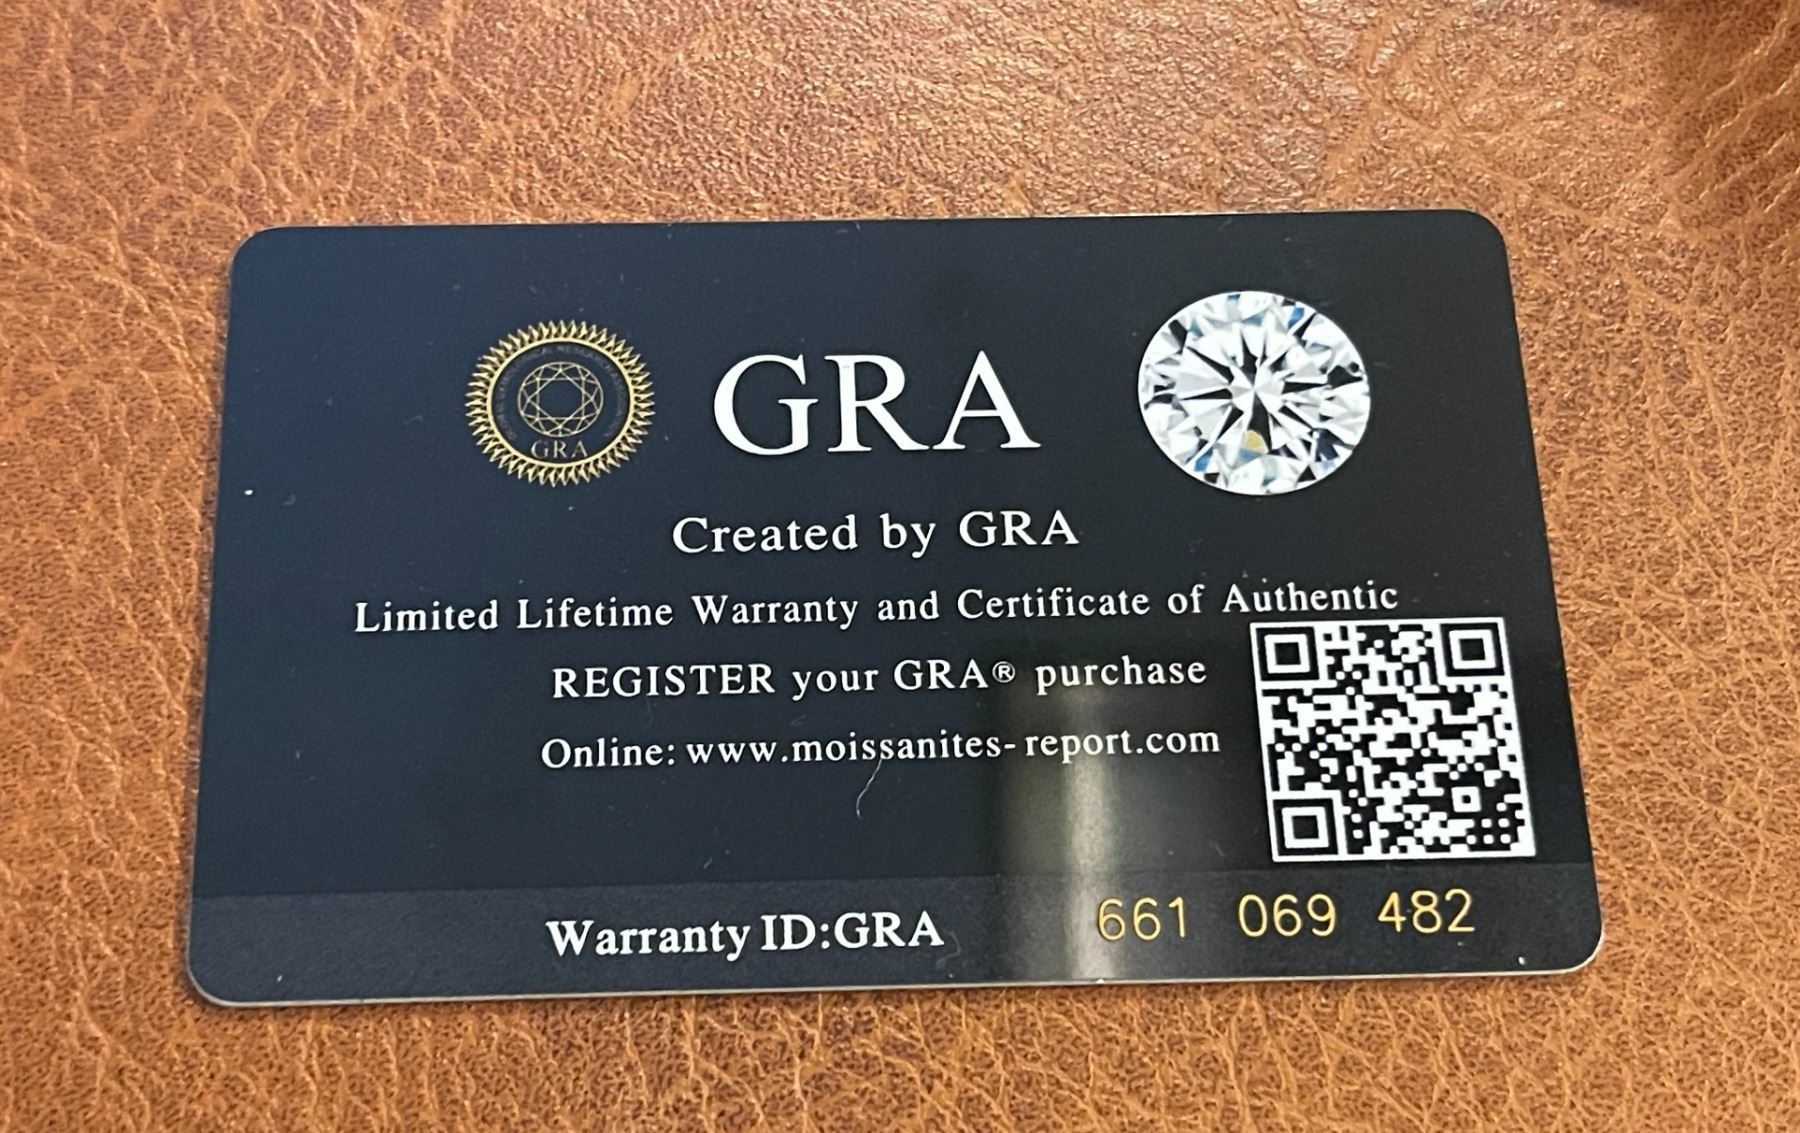 GRA
GRA
Created by GRA
Limited Lifetime Warranty and Certificate of Authentic
REGISTER your GRA® purchase
Online: www.moissanites-report.com
Warranty ID:GRA 661 069 482